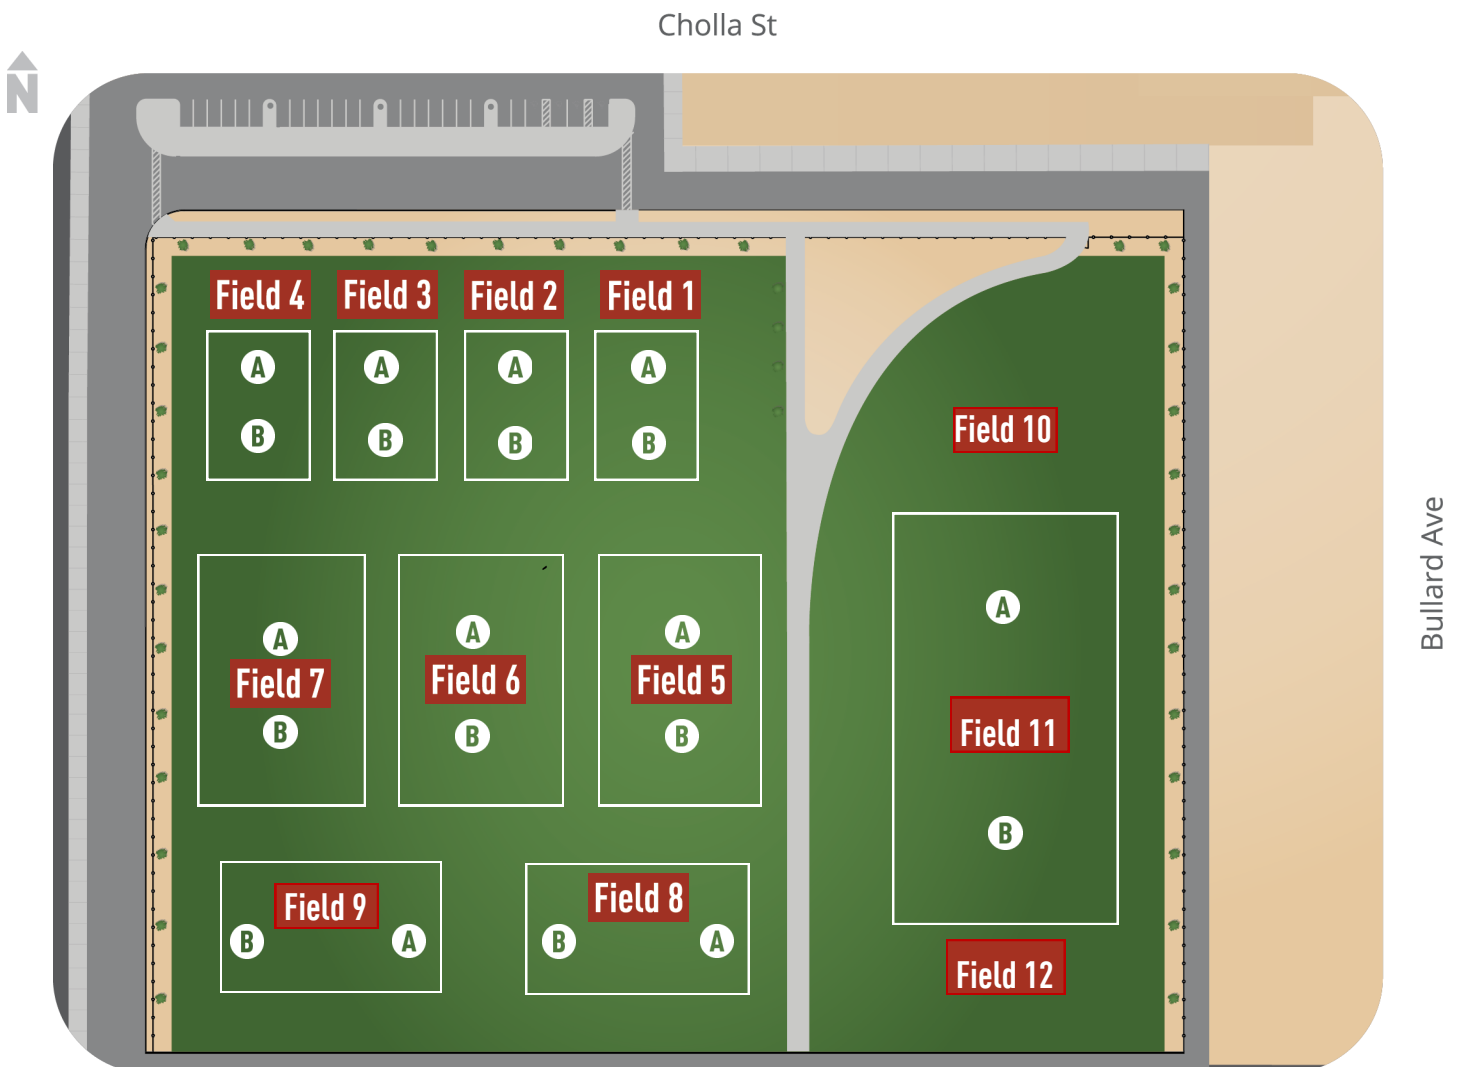 Cholla St
N
Field 4
Field 3
Field 2
Field 1
A
A
A
A
B
B
B
B
Field 10
A
A
A
A
Field 7
Field 6
Field 5
B
B
B
Field 11
B
Field 9
Field 8
B
A
B
A
Field 12
Bullard Ave